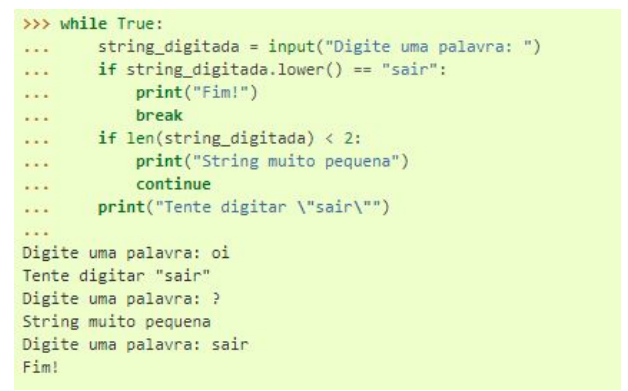 >>> while True:
...     string_digitada = input("Digite uma palavra: ")
...     if string_digitada.lower() == "sair":
...         print("Fim!")
...         break
...     if len(string_digitada) < 2:
...         print("String muito pequena")
...         continue
...     print("Tente digitar \"sair\"")
...
Digite uma palavra: oi
Tente digitar "sair"
Digite uma palavra: ?
String muito pequena
Digite uma palavra: sair
Fim!